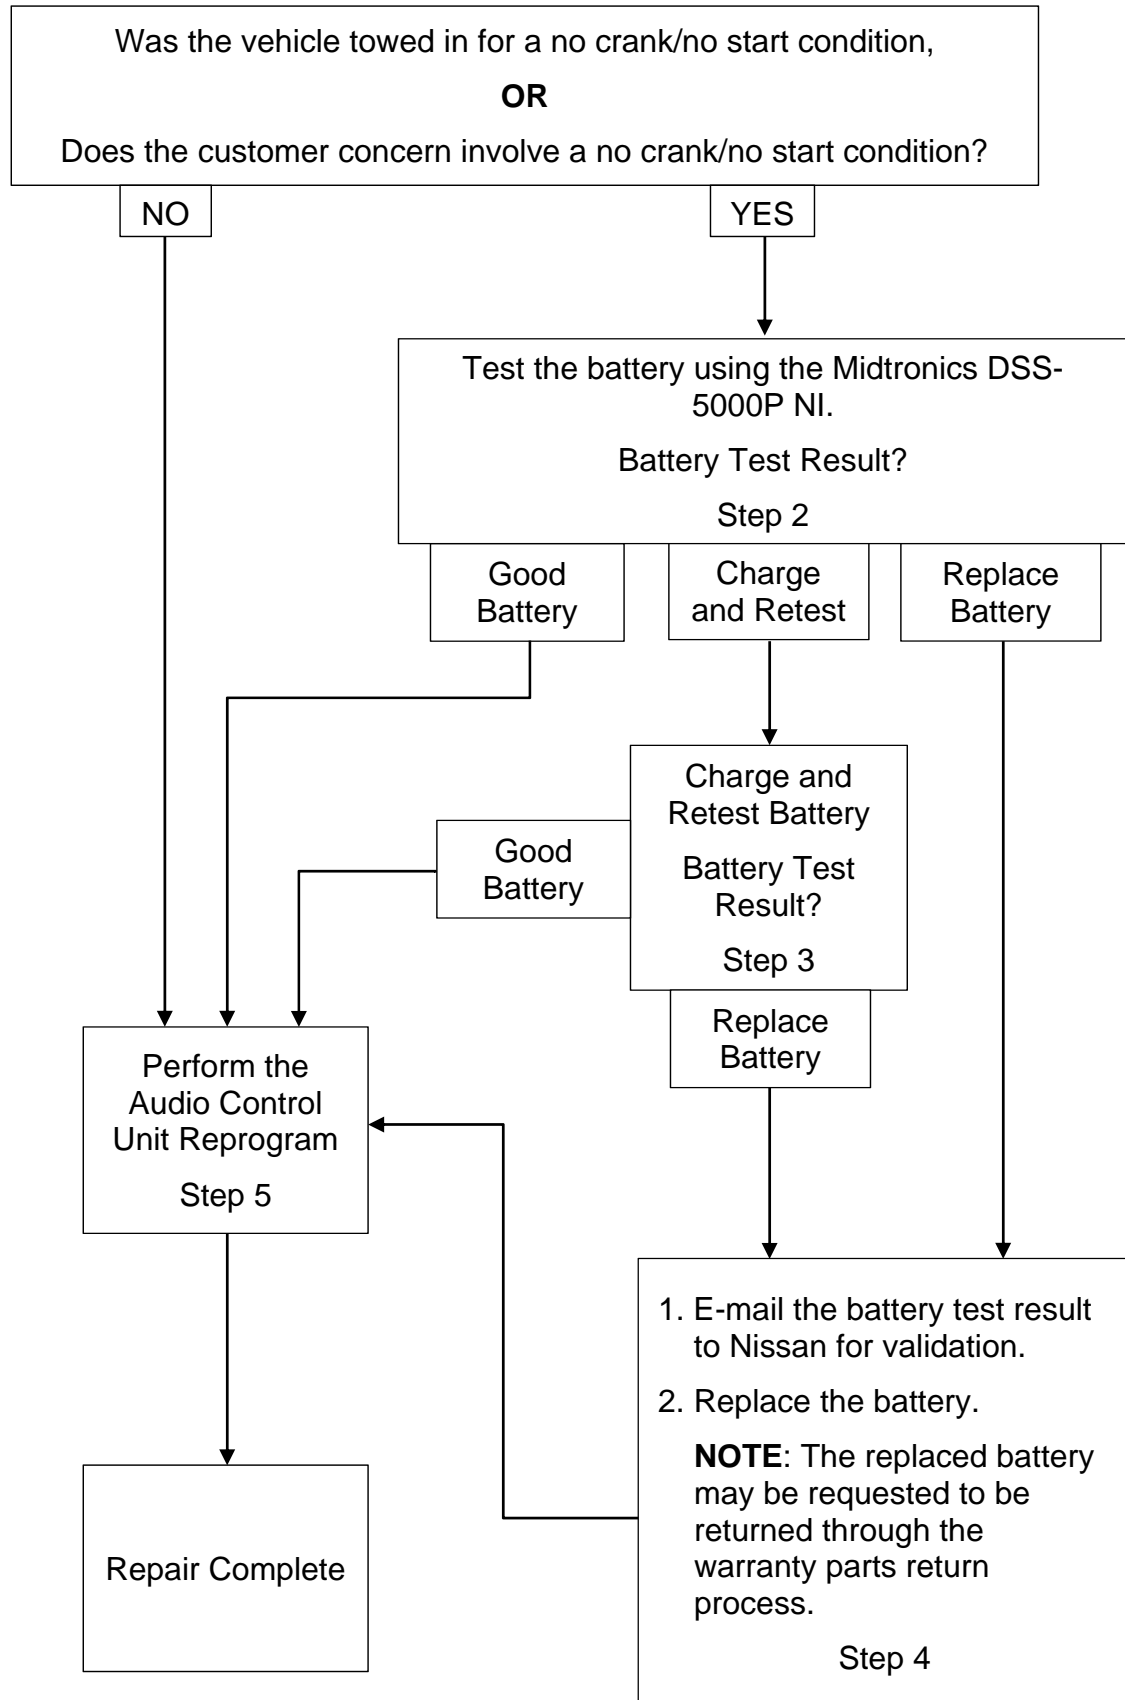 Was the vehicle towed in for a no crank/no start condition,
OR
Does the customer concern involve a no crank/no start condition?
NO
YES
Test the battery using the Midtronics DSS-
5000P NI.
Battery Test Result?
Step 2
Good
Battery
Charge
and Retest
Replace
Battery
Charge and
Retest Battery
Battery Test
Result?
Step 3
Good
Battery
Replace
Battery
Perform the
Audio Control
Unit Reprogram
Step 5
1. E-mail the battery test result
to Nissan for validation.
2. Replace the battery.
NOTE: The replaced battery
may be requested to be
returned through the
warranty parts return
process.
Step 4
Repair Complete